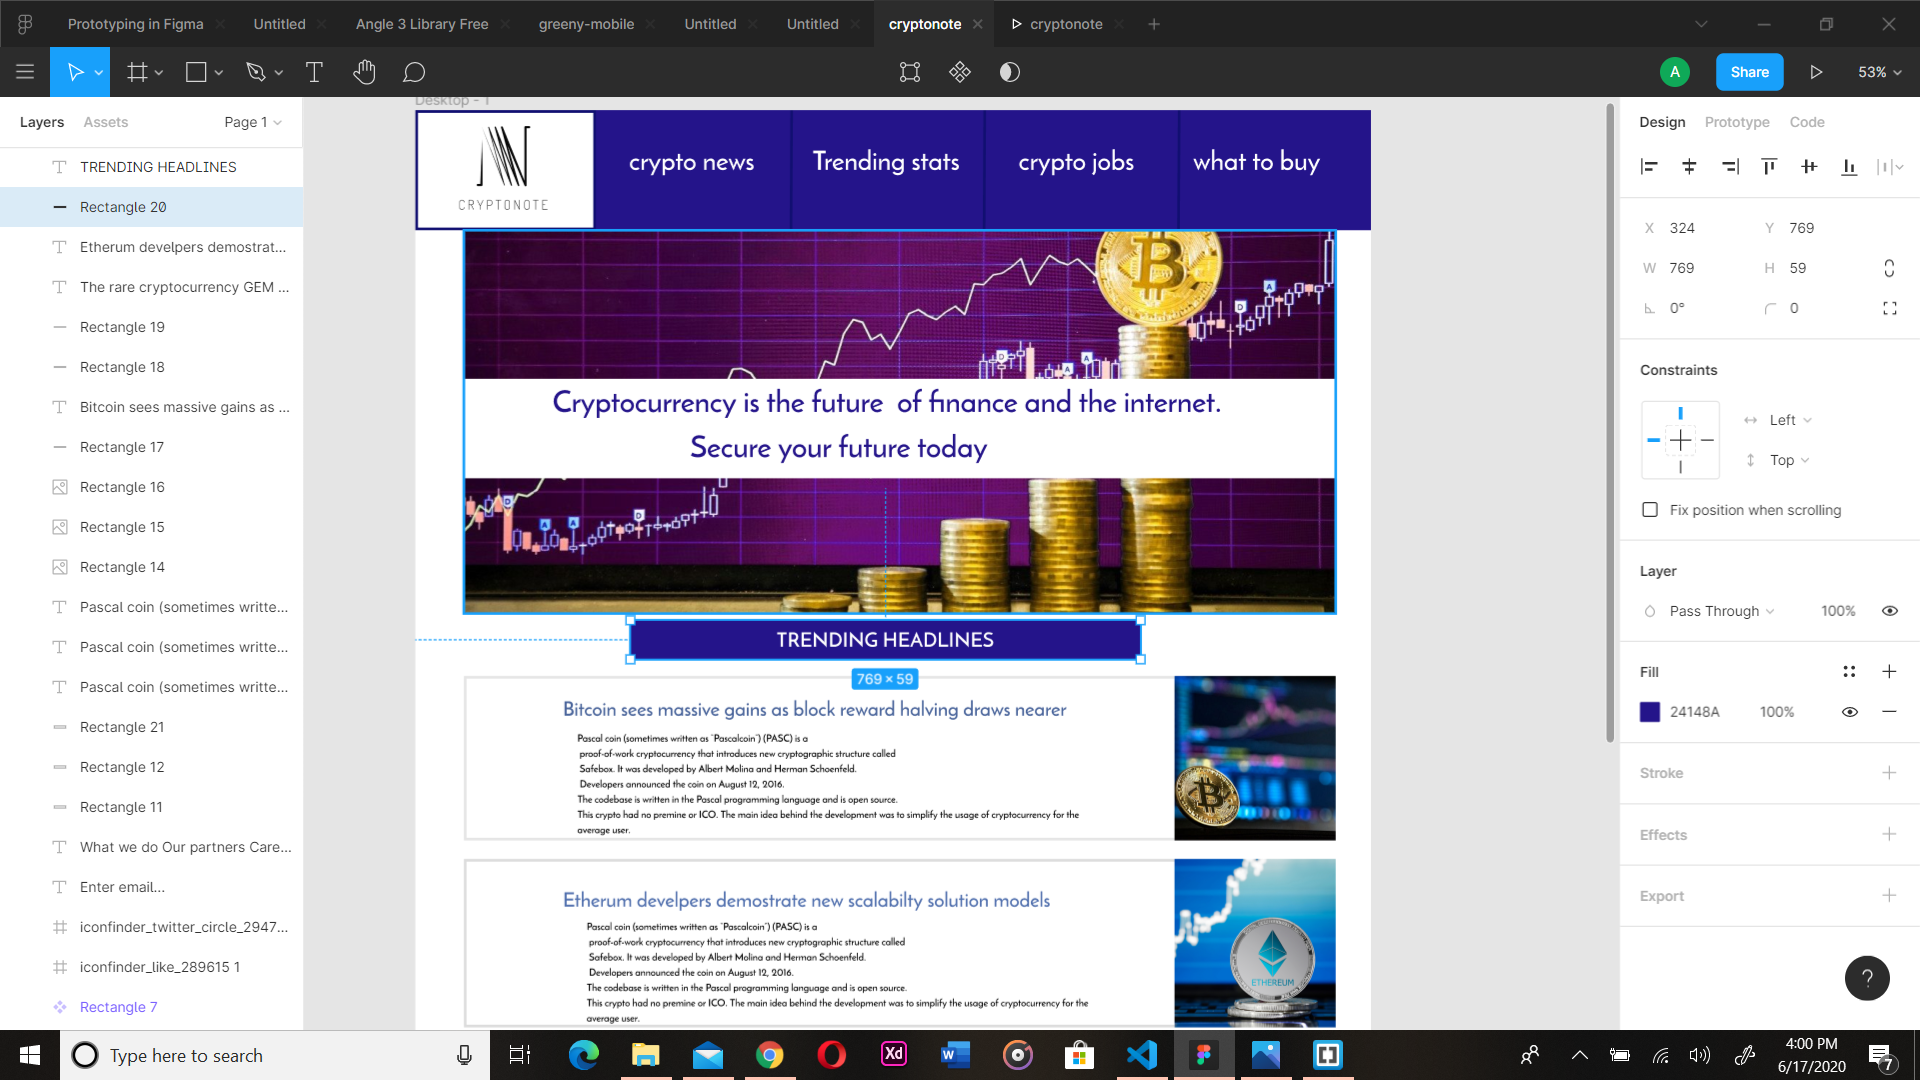 Prototyping in Figma
Untitled
Angle 3 Library Free
greeny-mobile
Untitled
Untitled
cryptonote
cryptonote
A
Share
53%
Layers
Assets
Page 1
TRENDING HEADLINES
Rectangle 20
Etherum develpers demostrat...
The rare cryptocurrency GEM ...
Rectangle 19
Rectangle 18
Bitcoin sees massive gains as ...
Rectangle 17
Rectangle 16
Rectangle 15
Rectangle 14
Pascal coin (sometimes writte...
Pascal coin (sometimes writte...
Pascal coin (sometimes writte...
Rectangle 21
Rectangle 12
Rectangle 11
What we do Our partners Care...
Enter email...
iconfinder_twitter_circle_2947...
iconfinder_like_289615 1
Rectangle 7
Desktop - 1
CRYPTONOTE
crypto news
Trending stats
crypto jobs
what to buy
Cryptocurrency is the future of finance and the internet.
Secure your future today
TRENDING HEADLINES
769 × 59
Bitcoin sees massive gains as block reward halving draws nearer
Pascal coin (sometimes written as "Pascalcoin") (PASC) is a
proof-of-work cryptocurrency that introduces new cryptographic structure called
Safebox. It was developed by Albert Molina and Herman Schoenfeld.
Developers announced the coin on August 12, 2016.
The codebase is written in the Pascal programming language and is open source.
This crypto had no premine or ICO. The main idea behind the development was to simplify the usage of cryptocurrency for the
average user.
Etherum develpers demostrate new scalabilty solution models
Pascal coin (sometimes written as "Pascalcoin") (PASC) is a
proof-of-work cryptocurrency that introduces new cryptographic structure called
Safebox. It was developed by Albert Molina and Herman Schoenfeld.
Developers announced the coin on August 12, 2016.
The codebase is written in the Pascal programming language and is open source.
This crypto had no premine or ICO. The main idea behind the development was to simplify the usage of cryptocurrency for the
average user.
ETHEREUM
Design
Prototype
Code
X 324
Y 769
W 769
H 59
0°
0
Constraints
Left
Top
Fix position when scrolling
Layer
Pass Through
100%
Fill
24148A
100%
Stroke
Effects
Export
?
Type here to search
Xd
W
4:00 PM
6/17/2020
7